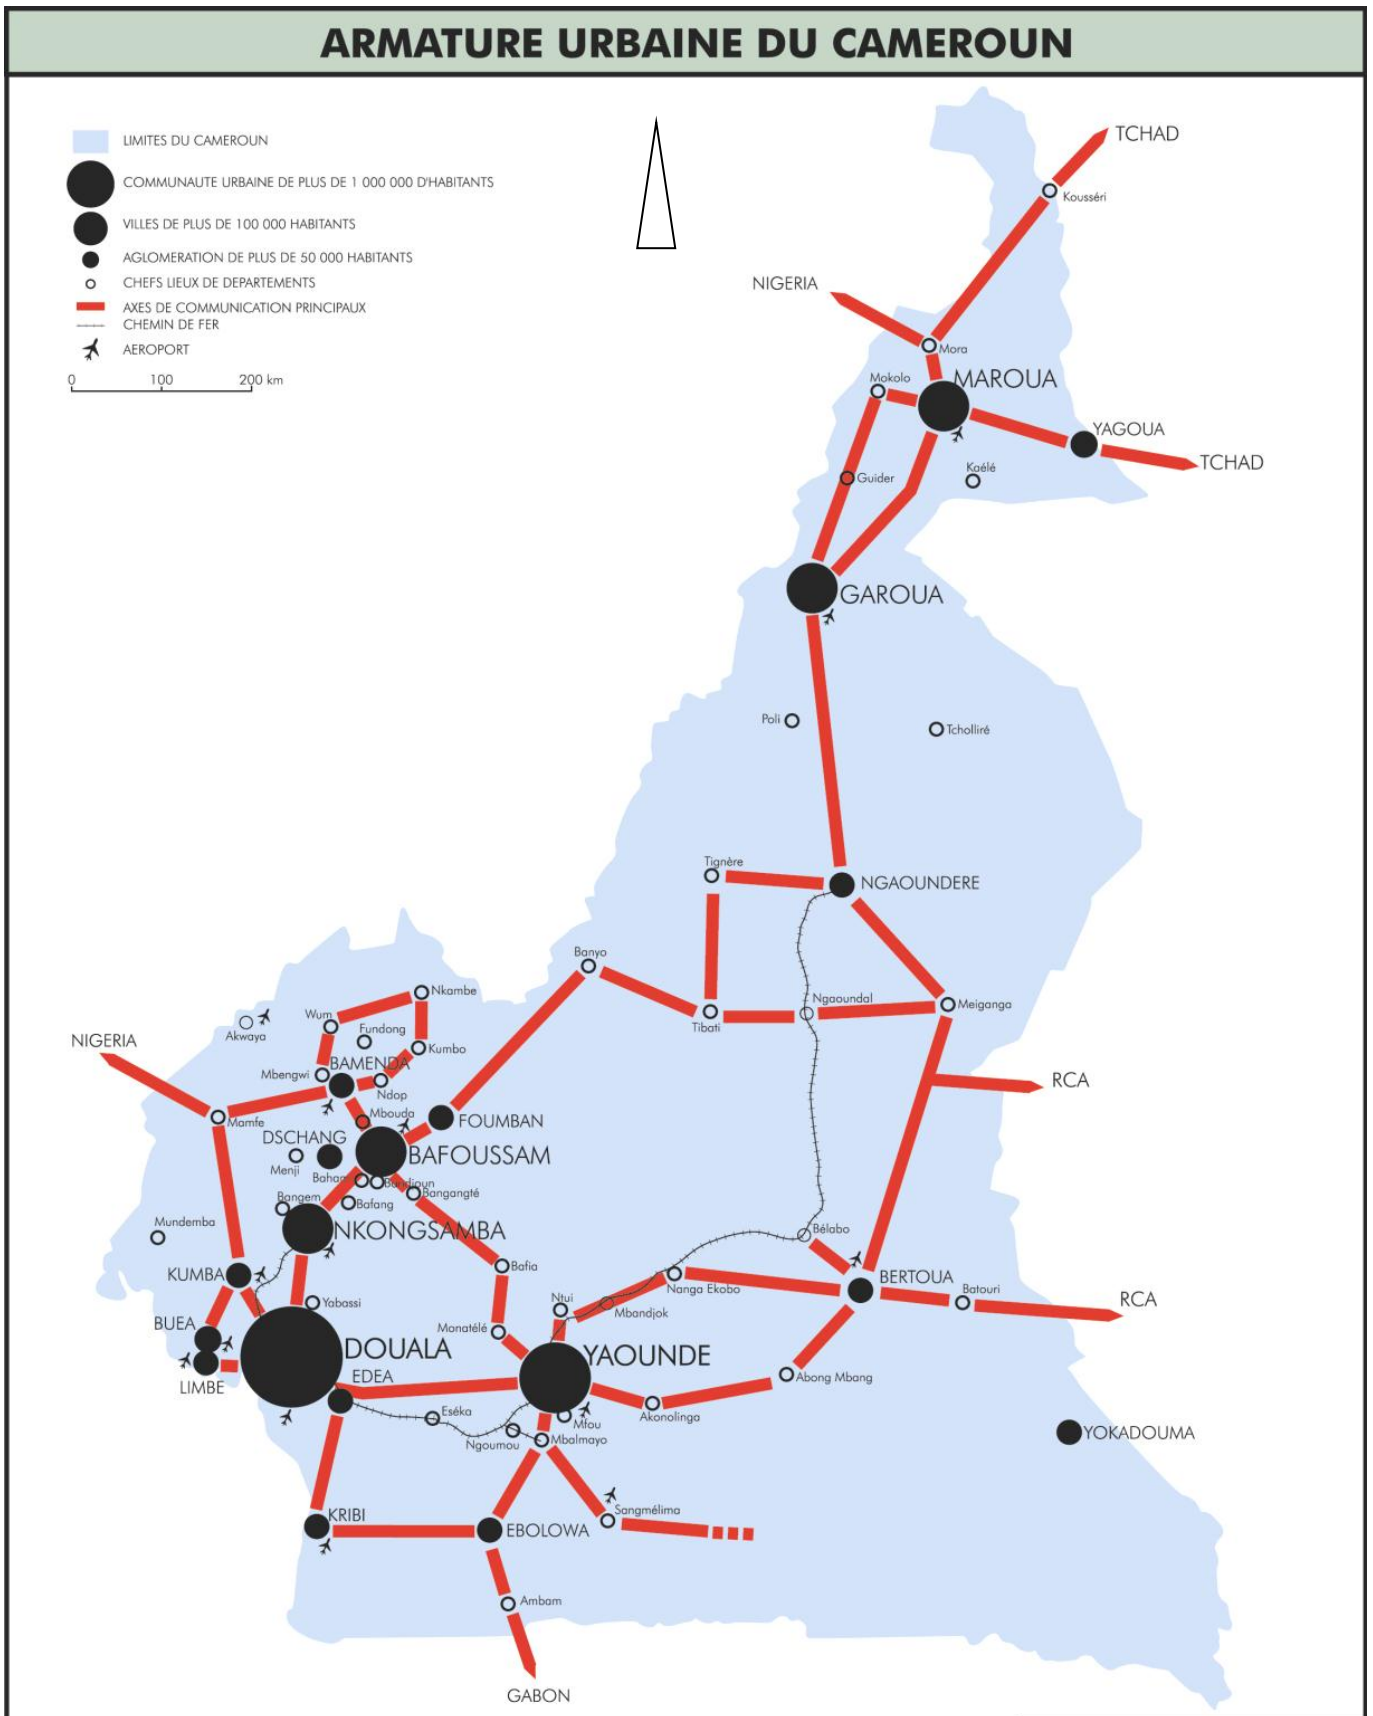 ARMATURE URBAINE DU CAMEROUN
LIMITES DU CAMEROUN
COMMUNAUTE URBAINE DE PLUS DE 1 000 000 D'HABITANTS
VILLES DE PLUS DE 100 000 HABITANTS
AGLOMERATION DE PLUS DE 50 000 HABITANTS
CHEFS LIEUX DE DEPARTEMENTS
AXES DE COMMUNICATION PRINCIPAUX
CHEMIN DE FER
AEROPORT
0 100 200 km
TCHAD
Kousséri
NIGERIA
Mora
Mokolo
MAROUA
YAGOUA
TCHAD
Kaélé
Guider
GAROUA
Poli
Tcholliré
Tignère
NGAOUNDERE
Banyo
Nkambe
Ngaoundal
Meiganga
Wum
Tibati
Fundong
Akwaya
NIGERIA
Kumbo
BAMENDA
Mbengwi
RCA
Ndop
Mbouda
Mamfe
FOUMBAN
DSCHANG
BAFOUSSAM
Menji
Baham
Bandjoun
Bangangté
Bangem
Bafang
Mundemba
NKONGSAMBA
Bélabo
Bafia
KUMBA
BERTOUA
Nanga Ekobo
Batouri
RCA
Ntui
Yabassi
Mbandjok
BUEA
Monatélé
DOUALA
YAOUNDE
EDEA
Abong Mbang
LIMBE
Eséka
Akonolinga
Mfou
YOKADOUMA
Ngoumou
Mbalmayo
Sangmélima
KRIBI
EBOLOWA
Ambam
GABON